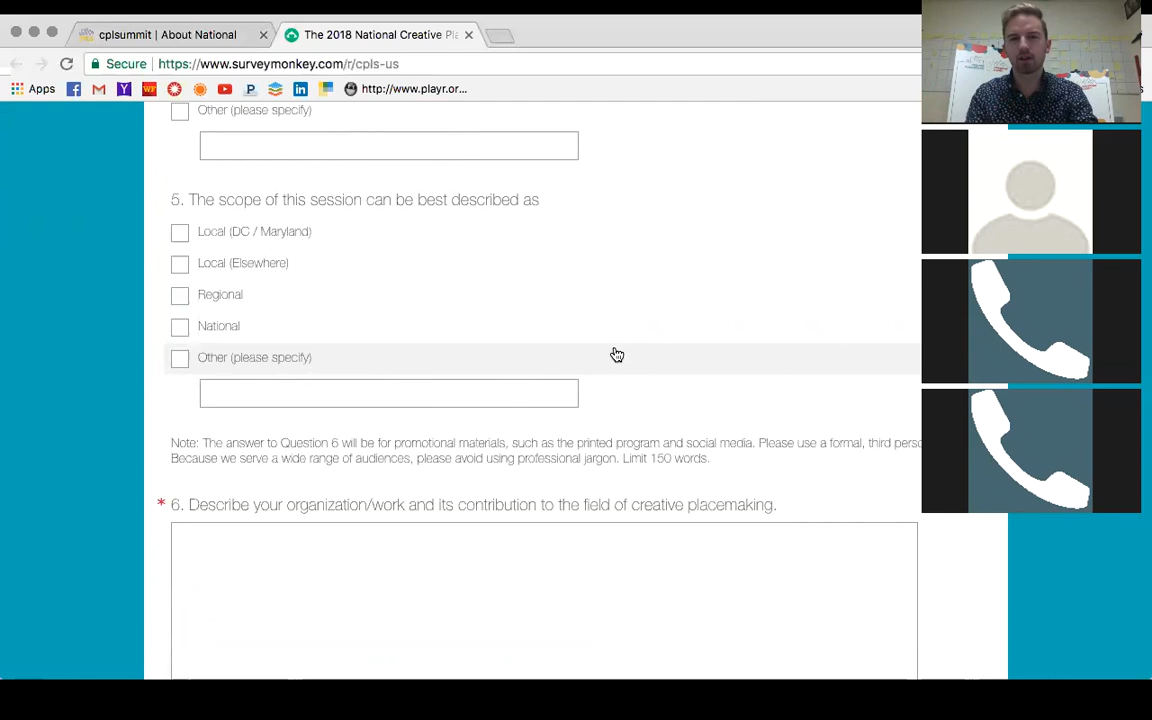 cplsummit | About National
The 2018 National Creative Pla
Secure
https://www.surveymonkey.com/r/cpls-us
Apps
http://www.playr.or...
Other (please specify)
5. The scope of this session can be best described as
Local (DC / Maryland)
Local (Elsewhere)
Regional
National
Other (please specify)
Note: The answer to Question 6 will be for promotional materials, such as the printed program and social media. Please use a formal, third perso
Because we serve a wide range of audiences, please avoid using professional jargon. Limit 150 words.
* 6. Describe your organization/work and its contribution to the field of creative placemaking.